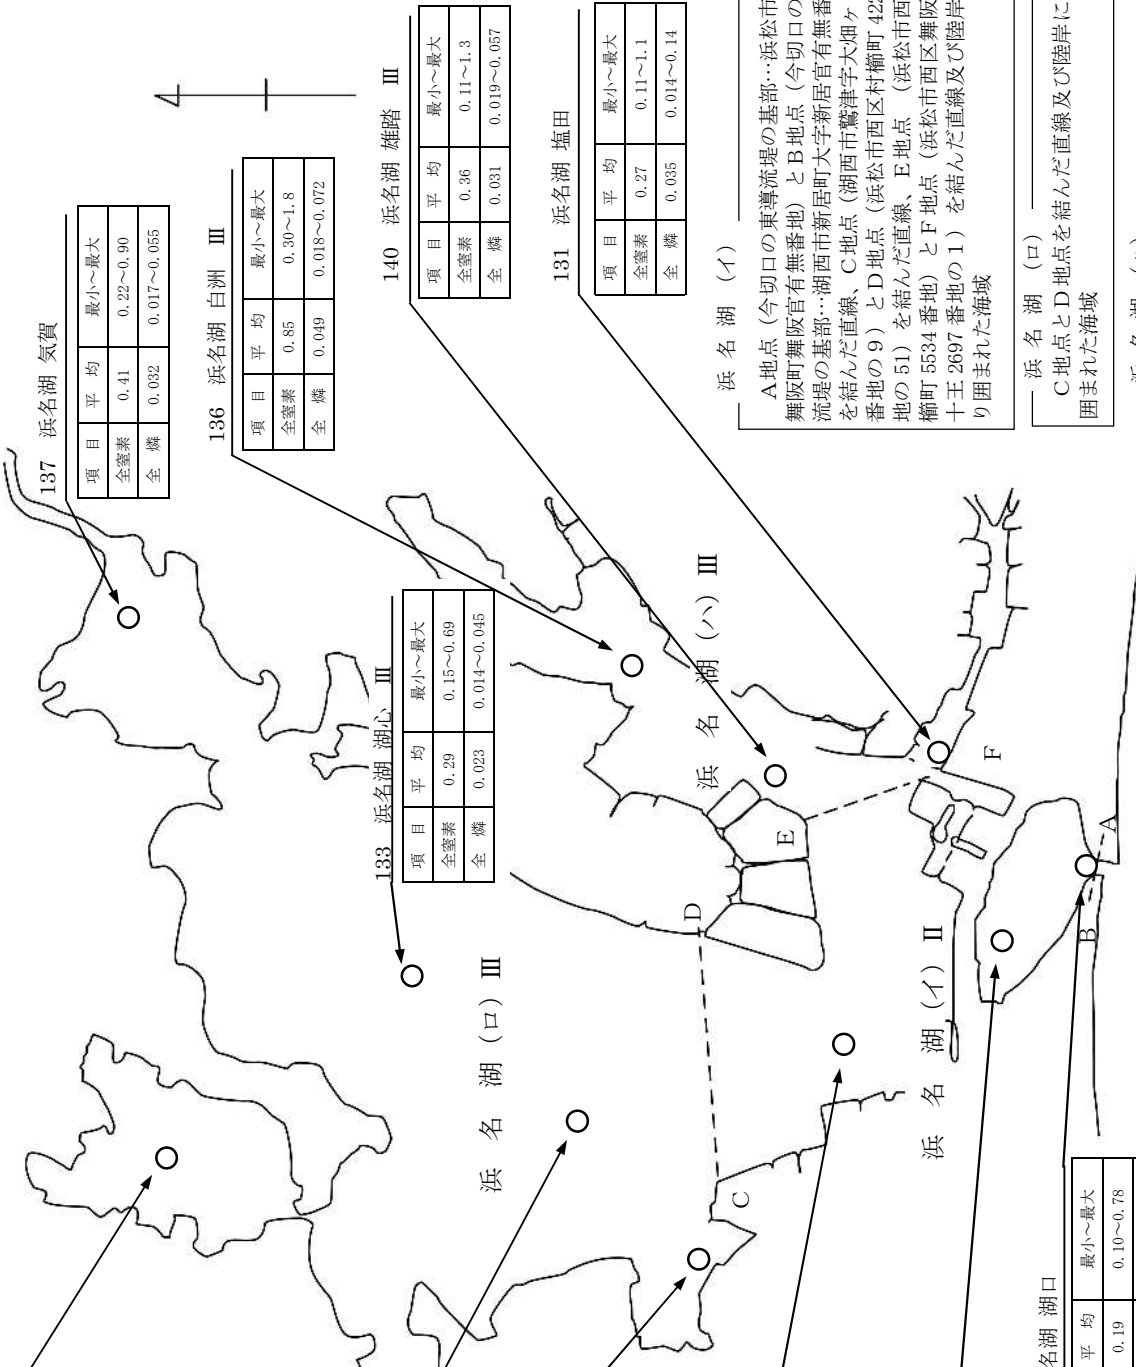 137 浜名湖 気賀
項 目 平 均 最小～最大
全窒素 0.41 0.22～0.90
全 燐 0.032 0.017～0.055
136 浜名湖 白洲 Ⅲ
項 目 平 均 最小～最大
全窒素 0.85 0.30～1.8
全 燐 0.049 0.018～0.072
140 浜名湖 雄踏 Ⅲ
項 目 平 均 最小～最大
全窒素 0.36 0.11～1.3
全 燐 0.031 0.019～0.057
131 浜名湖 塩田
項 目 平 均 最小～最大
全窒素 0.27 0.11～1.1
全 燐 0.035 0.014～0.14
133 浜名湖 湖心 Ⅲ
項 目 平 均 最小～最大
全窒素 0.29 0.15～0.69
全 燐 0.023 0.014～0.045
浜 名 湖 (ロ) Ⅲ
浜 名 湖 (ハ) Ⅲ
浜 名 湖 (イ) Ⅱ
A
B
C
D
E
F
名湖 湖口
平 均 最小～最大
0.19 0.10～0.78
浜 名 湖 (イ)
A地点（今切口の東導流堤の基部…浜松市
舞阪町舞阪官有無番地）とB地点（今切口の
流堤の基部…湖西市新居町大字新居官有無番
を結んだ直線、C地点（湖西市鷲津字大畑ヶ
番地の９）とD地点（浜松市西区村櫛町 422
地の 51）を結んだ直線、E地点 （浜松市西
櫛町 5534 番地）とF地点（浜松市西区舞阪
十王 2697 番地の１）を結んだ直線及び陸岸
り囲まれた海域
浜 名 湖 (ロ)
C地点とD地点を結んだ直線及び陸岸に
囲まれた海域